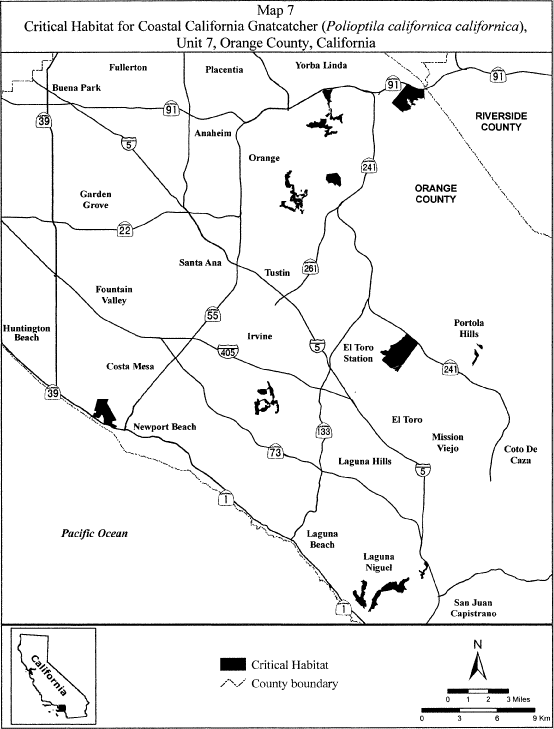 Map 7
Critical Habitat for Coastal California Gnatcatcher (Polioptila californica californica),
Unit 7, Orange County, California
Fullerton
Placentia
Yorba Linda
Buena Park
91
91
39
91
RIVERSIDE
COUNTY
Anaheim
5
Orange
241
ORANGE
COUNTY
Garden
Grove
22
Santa Ana
Tustin
261
Fountain
Valley
55
Huntington
Beach
Irvine
405
5
El Toro
Station
Portola
Hills
Costa Mesa
241
39
Newport Beach
El Toro
133
Mission
Viejo
73
Laguna Hills
Coto De
Caza
5
1
Pacific Ocean
Laguna
Beach
Laguna
Niguel
1
San Juan
Capistrano
California
Critical Habitat
County boundary
N
0 1 2 3 Miles
0 3 6 9 Km